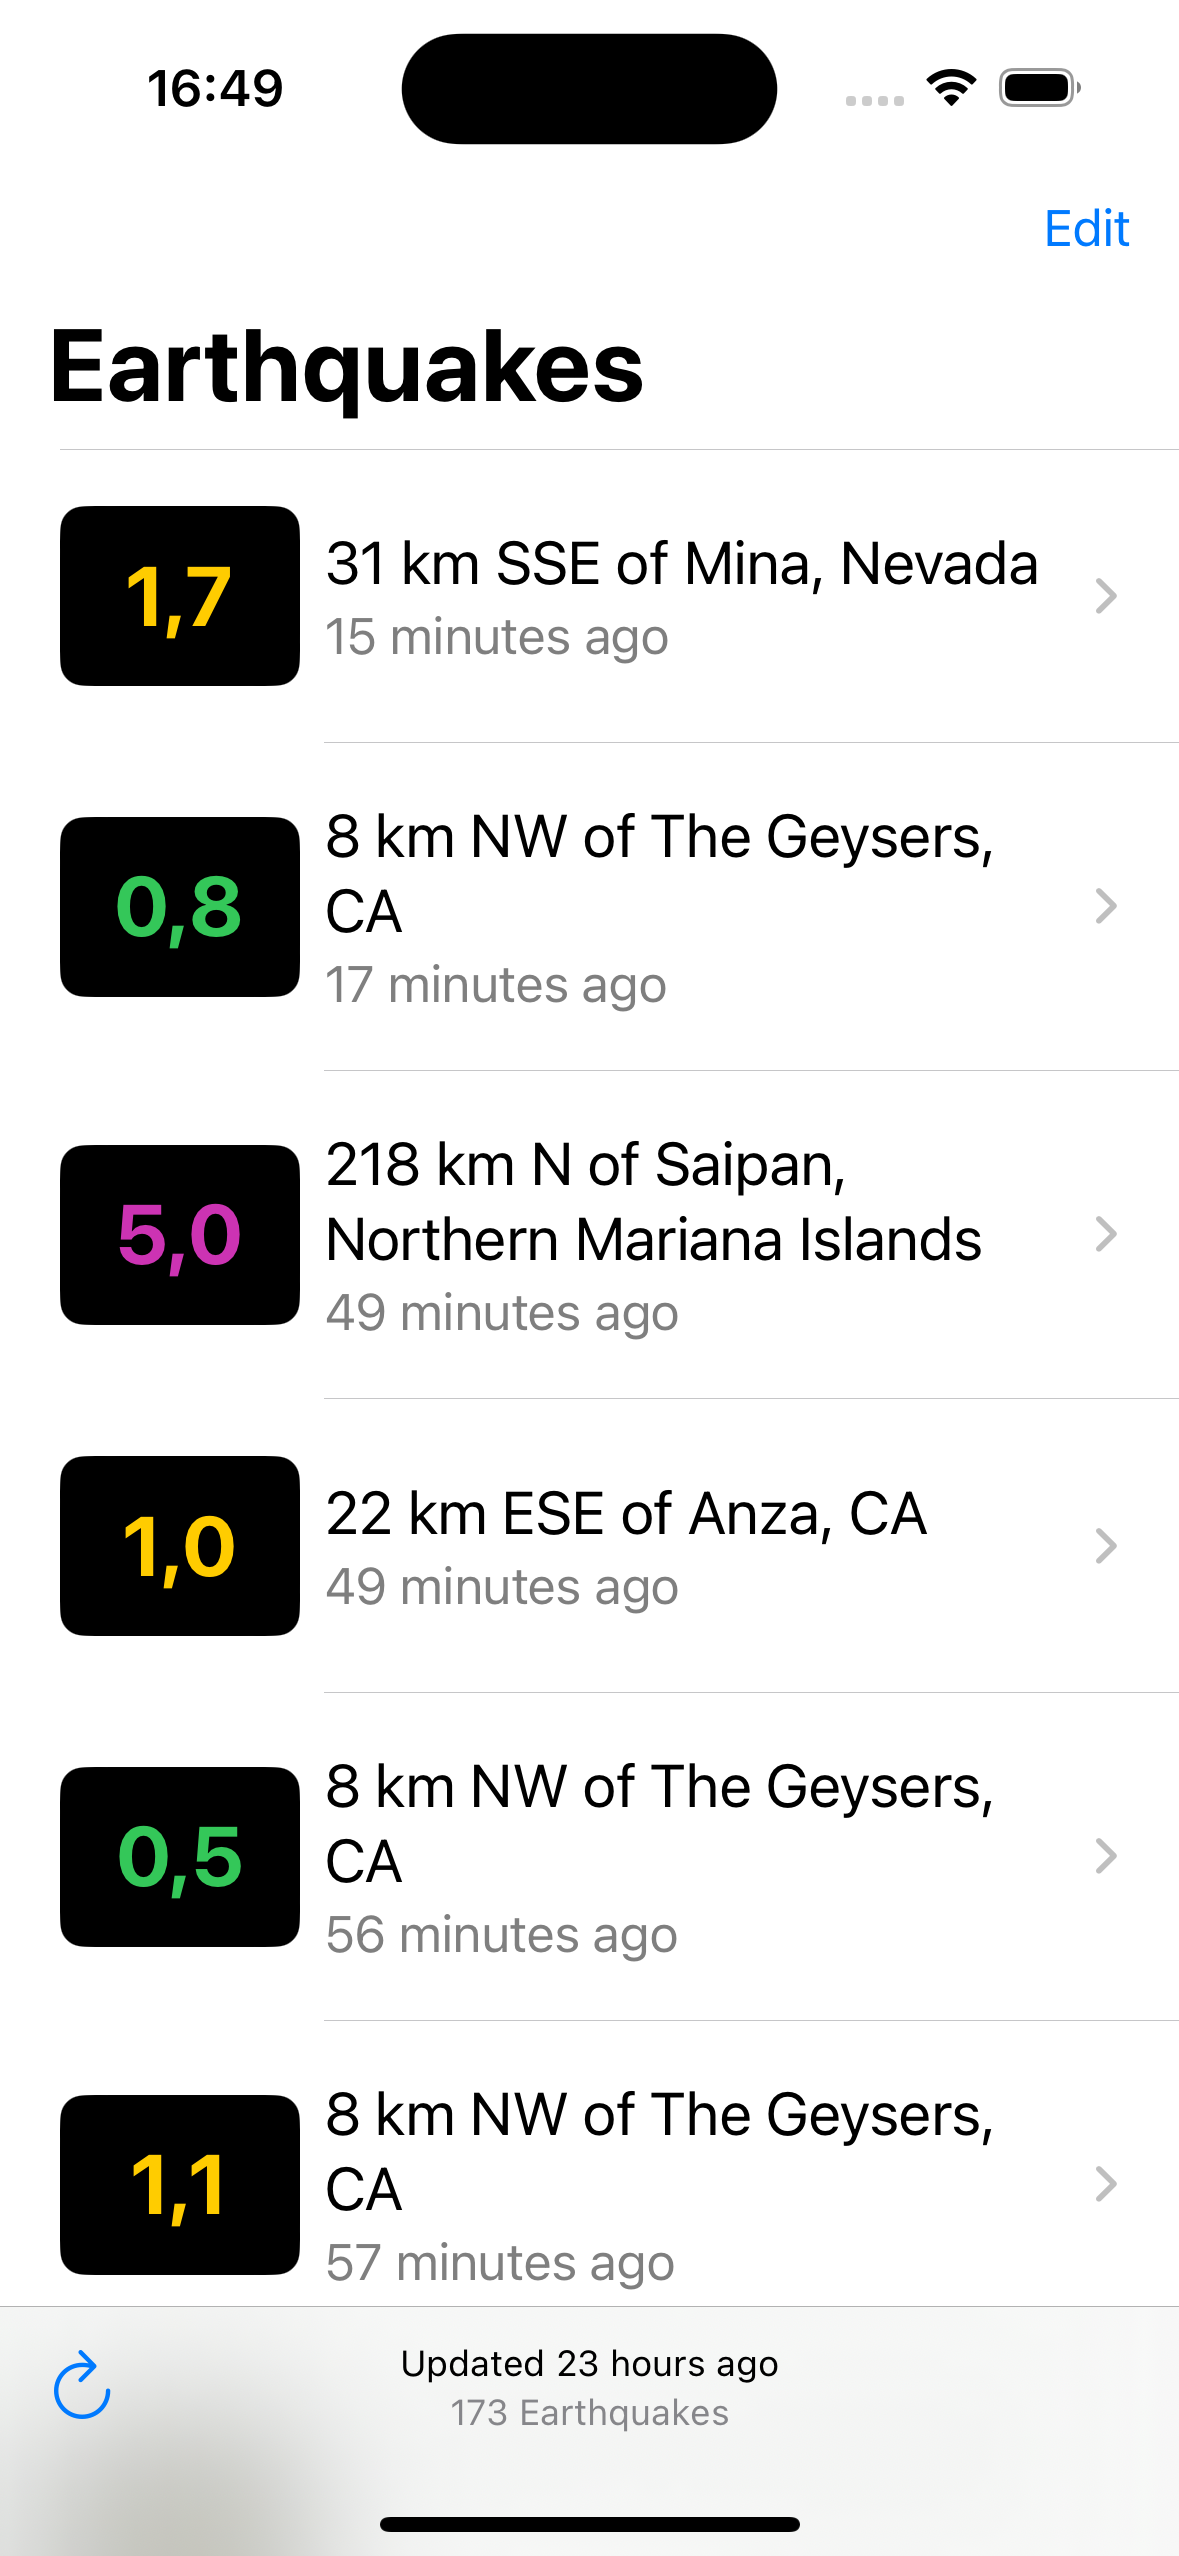 16:49
Edit
Earthquakes
1,7
31 km SSE of Mina, Nevada
15 minutes ago
0,8
8 km NW of The Geysers,
CA
17 minutes ago
5,0
218 km N of Saipan,
Northern Mariana Islands
49 minutes ago
1,0
22 km ESE of Anza, CA
49 minutes ago
0,5
8 km NW of The Geysers,
CA
56 minutes ago
1,1
8 km NW of The Geysers,
CA
57 minutes ago
Updated 23 hours ago
173 Earthquakes